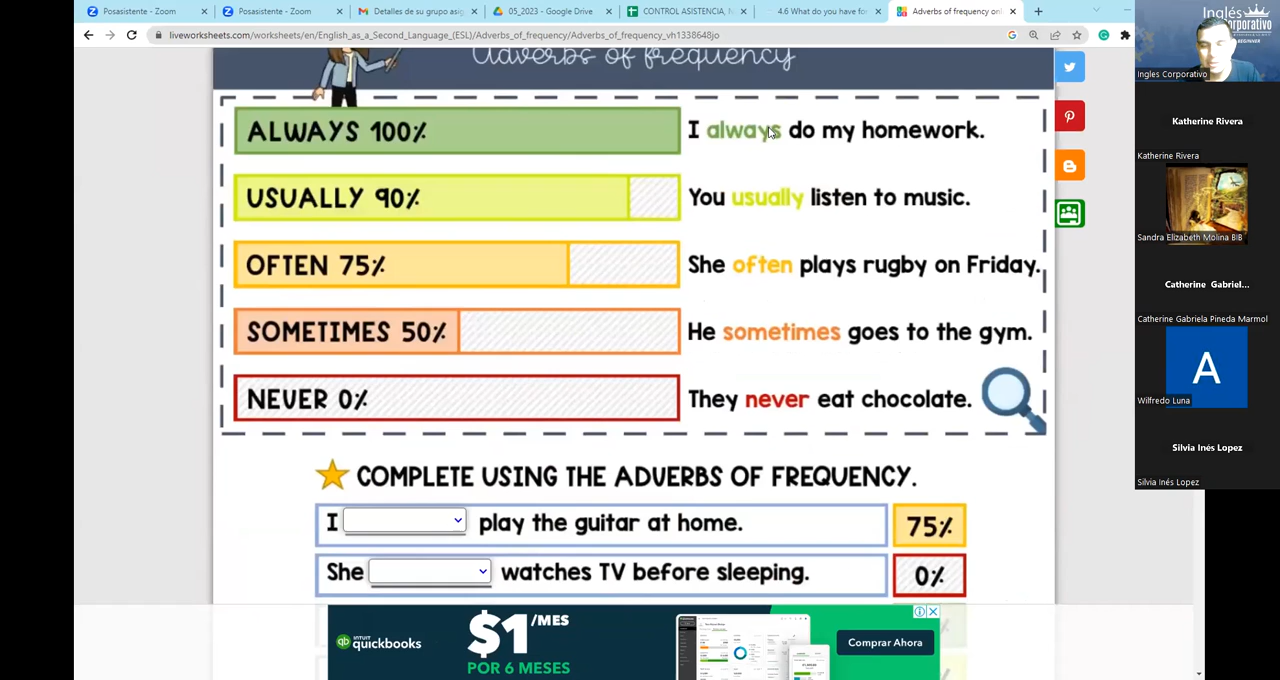 Posasistente - Zoom
Posasistente - Zoom
Detalles de su grupo asig
05_2023 - Google Drive
CONTROL ASISTENCIA, N
4.6 What do you have fo
Adverbs of frequency onl
liveworksheets.com/worksheets/en/English_as_a_Second_Language_(ESL)/Adverbs_of_frequency/Adverbs_of_frequency_vh1338648jo
Adverbs of frequency
ALWAYS 100%
I always do my homework.
USUALLY 90%
You usually listen to music.
OFTEN 75%
She often plays rugby on Friday.
SOMETIMES 50%
He sometimes goes to the gym.
NEVER 0%
They never eat chocolate.
COMPLETE USING THE ADVERBS OF FREQUENCY.
I play the guitar at home.
75%
She watches TV before sleeping.
0%
INTUIT
quickbooks
$1/MES
POR 6 MESES
Comprar Ahora
Inglés
Corporativo
BEGINNER
Ingles Corporativo
Katherine Rivera
Katherine Rivera
Sandra Elizabeth Molina BIB
Catherine Gabriel...
Catherine Gabriela Pineda Marmol
A
Wilfredo Luna
Silvia Inés Lopez
Silvia Inés Lopez